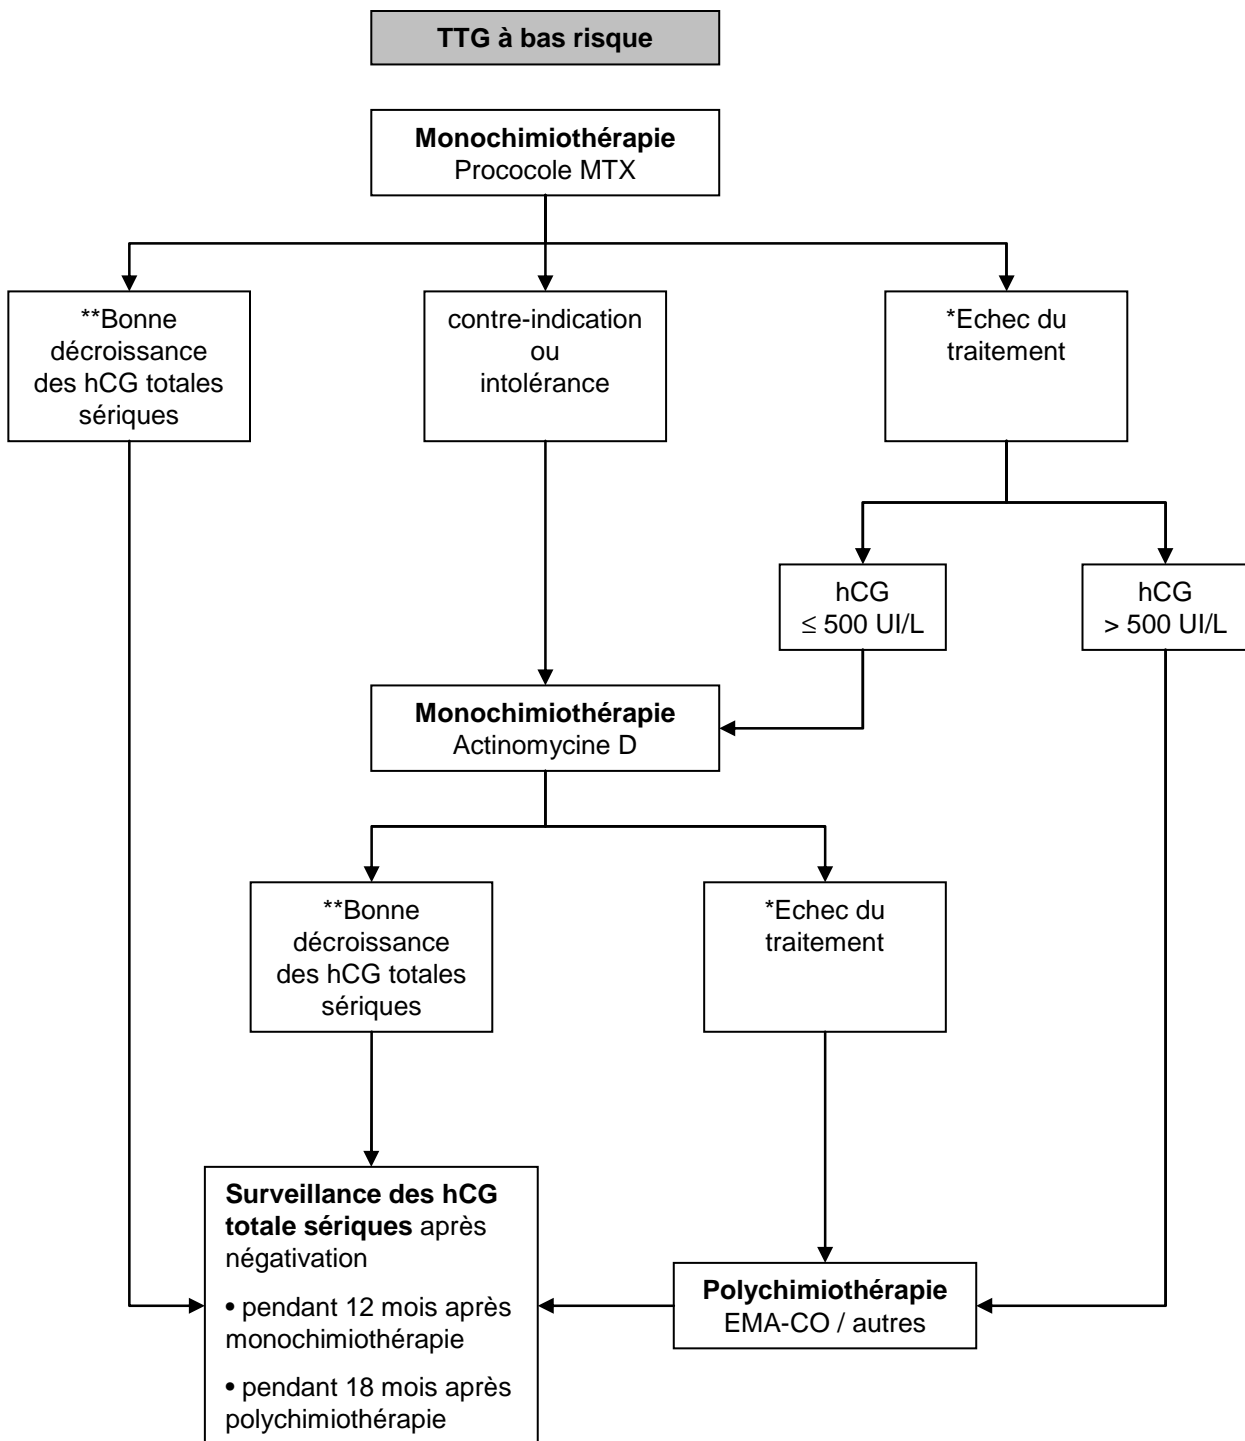 TTG à bas risque
Monochimiothérapie
Prococole MTX
**Bonne
décroissance
des hCG totales
sériques
contre-indication
ou
intolérance
*Echec du
traitement
hCG
≤ 500 UI/L
hCG
> 500 UI/L
Monochimiothérapie
Actinomycine D
**Bonne
décroissance
des hCG totales
sériques
*Echec du
traitement
Surveillance des hCG
totale sériques après
négativation
• pendant 12 mois après
monochimiothérapie
• pendant 18 mois après
polychimiothérapie
Polychimiothérapie
EMA-CO / autres